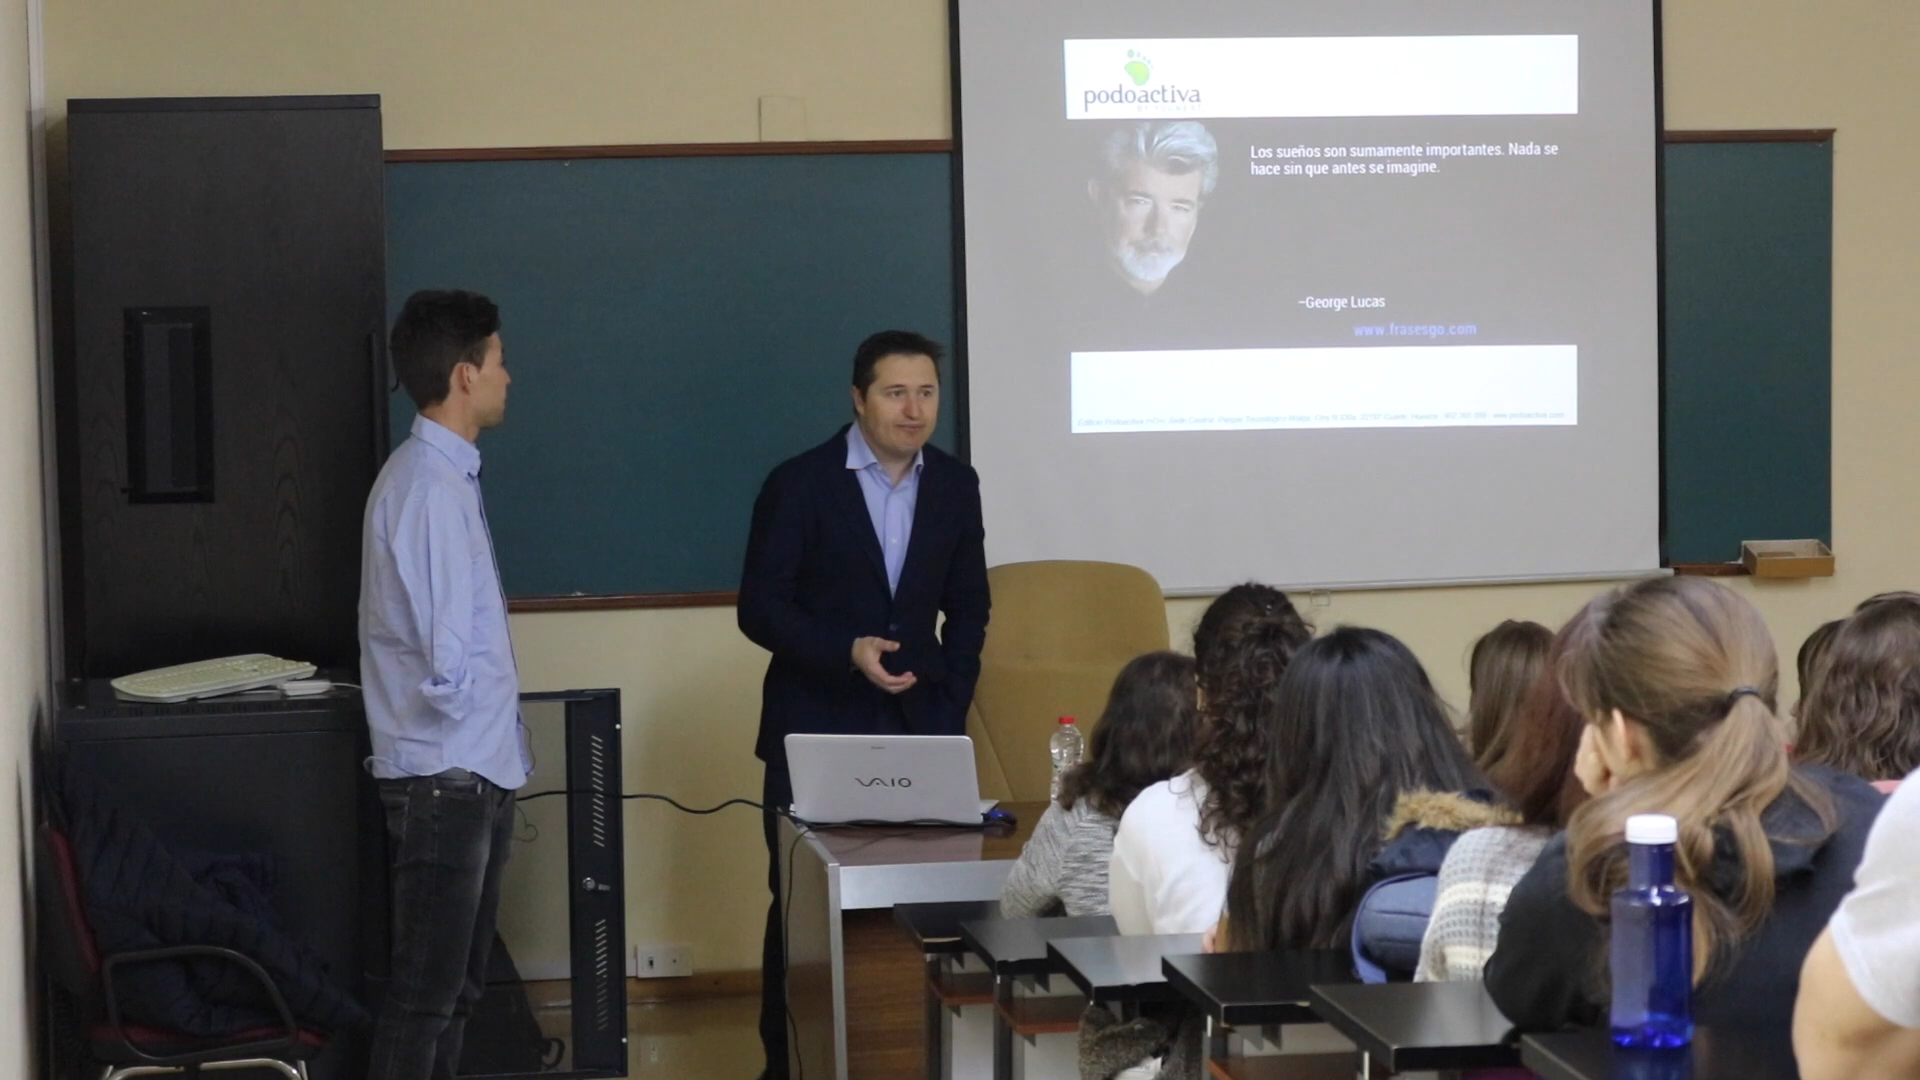 podoactiva
Los sueños son sumamente importantes. Nada se
hace sin que antes se imagine.
–George Lucas
www.frasesgo.com
VAIO